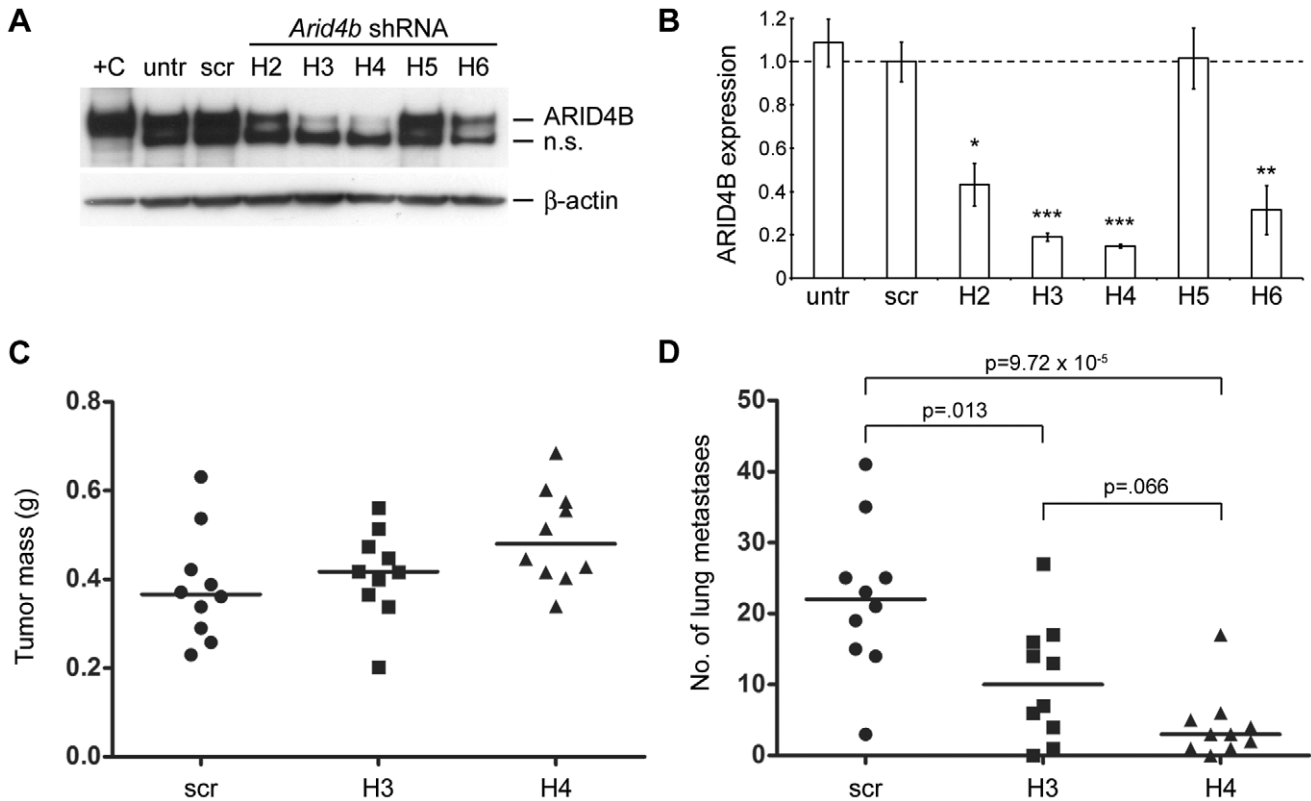 A
Arid4b shRNA
+C untr scr H2 H3 H4 H5 H6
ARID4B
n.s.
β-actin
B
ARID4B expression
1.2
1.0
0.8
0.6
0.4
0.2
0
* *** *** **
untr scr H2 H3 H4 H5 H6
C
Tumor mass (g)
0.8
0.6
0.4
0.2
0.0
scr H3 H4
D
p=9.72 x 10⁻⁵
p=.013
p=.066
No. of lung metastases
50
40
30
20
10
0
scr H3 H4